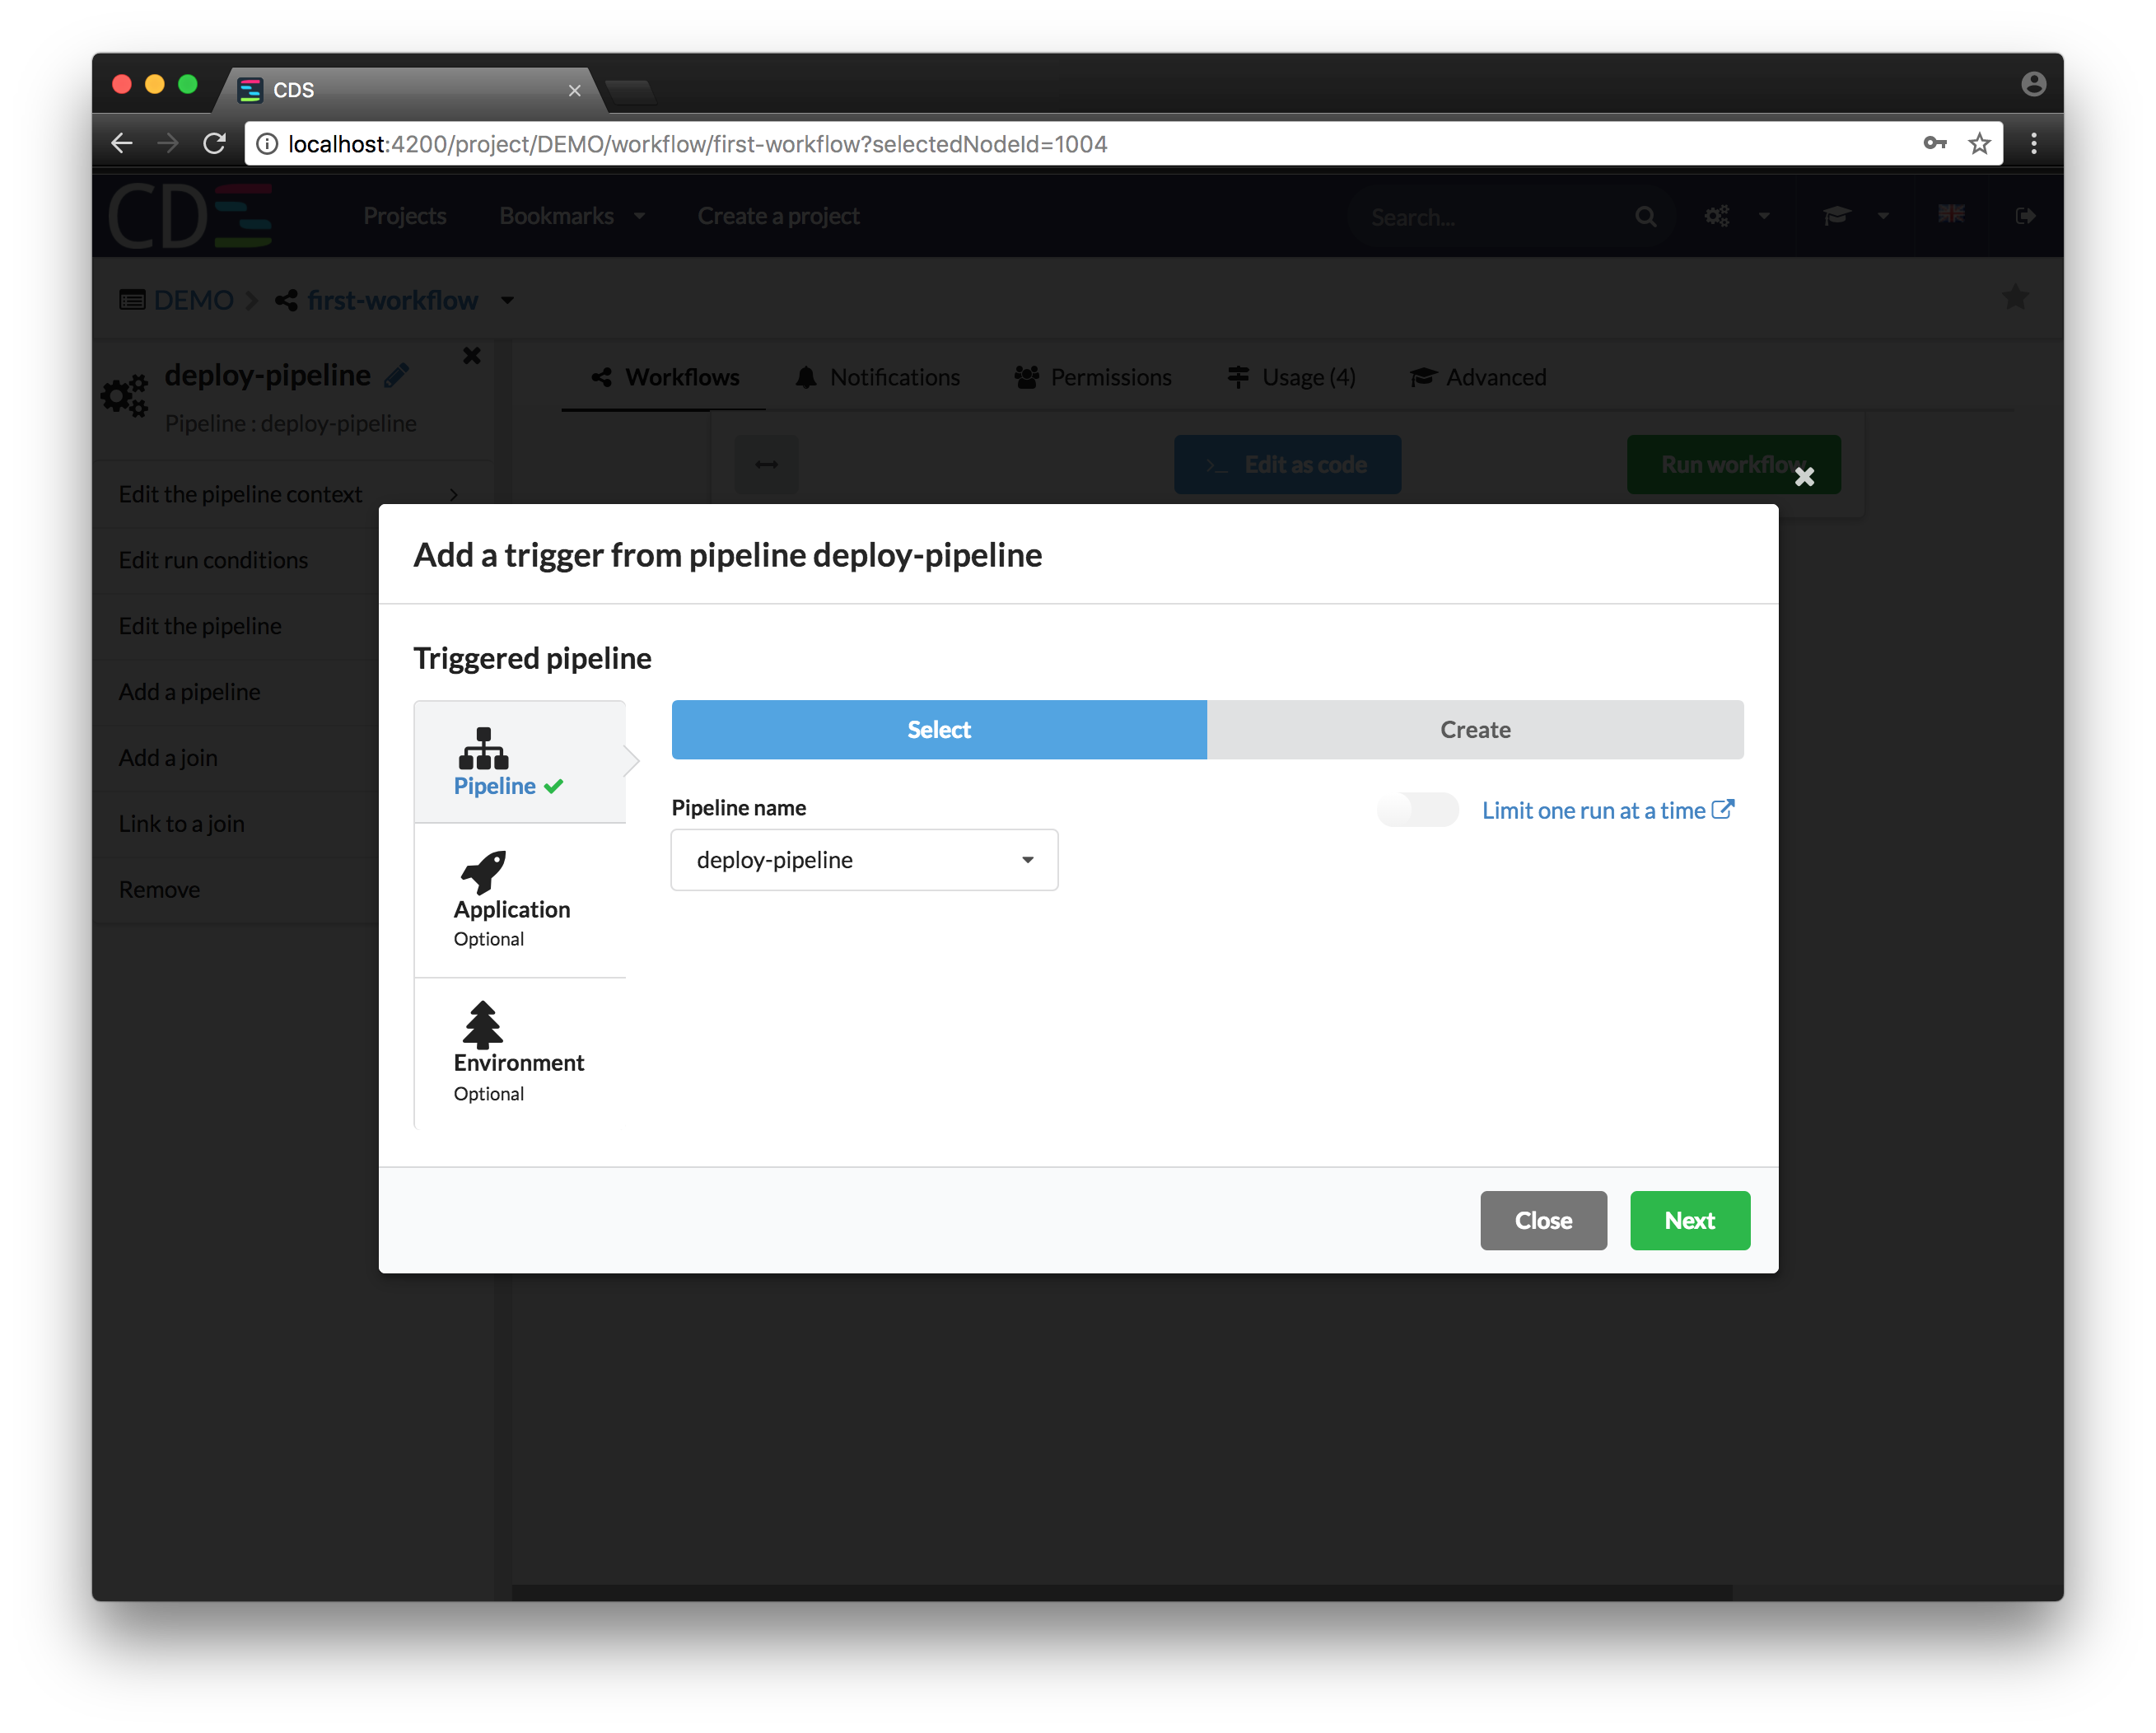 CDS
localhost:4200/project/DEMO/workflow/first-workflow?selectedNodeId=1004
CDS
Projects
Bookmarks
Create a project
Search...
DEMO
first-workflow
deploy-pipeline
Pipeline : deploy-pipeline
Workflows
Notifications
Permissions
Usage (4)
Advanced
Edit as code
Run workflow
Edit the pipeline context
Edit run conditions
Edit the pipeline
Add a pipeline
Add a join
Link to a join
Remove
Add a trigger from pipeline deploy-pipeline
Triggered pipeline
Pipeline
Application
Optional
Environment
Optional
Select
Create
Pipeline name
Limit one run at a time
deploy-pipeline
Close
Next